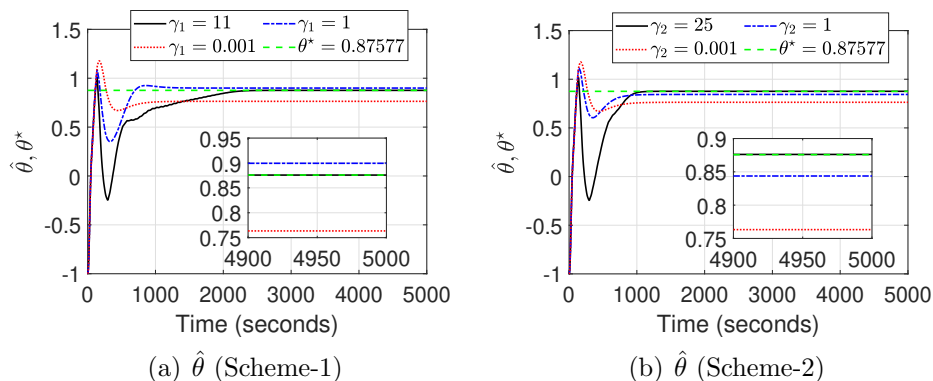 γ₁ = 11 γ₁ = 1
γ₁ = 0.001 θ* = 0.87577
1.5
1
0.5
0
-0.5
-1
θ̂, θ*
0.95
0.9
0.85
0.8
0.75
4900 4950 5000
0 1000 2000 3000 4000 5000
Time (seconds)
(a) θ̂ (Scheme-1)
γ₂ = 25 γ₂ = 1
γ₂ = 0.001 θ* = 0.87577
1.5
1
0.5
0
-0.5
-1
θ̂, θ*
0.9
0.85
0.8
0.75
4900 4950 5000
0 1000 2000 3000 4000 5000
Time (seconds)
(b) θ̂ (Scheme-2)